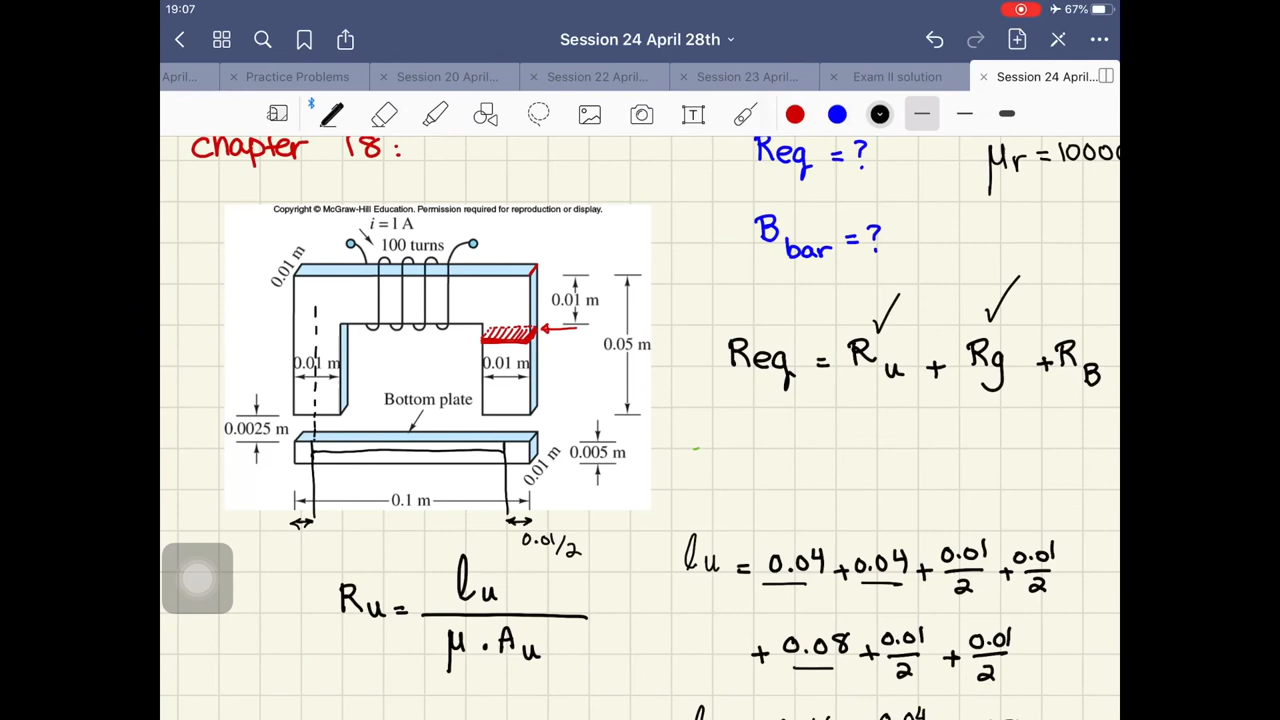 19:07
67%
Session 24 April 28th
April...
Practice Problems
Session 20 April...
Session 22 April...
Session 23 April...
Exam II solution
Session 24 April...
chapter 18:
Req = ?
μr = 10000
B bar = ?
Copyright © McGraw-Hill Education. Permission required for reproduction or display.
i = 1 A
100 turns
0.01 m
0.01 m
0.05 m
0.01 m
0.01 m
Bottom plate
0.0025 m
0.005 m
0.01 m
0.1 m
0.01/2
Req = Ru + Rg + RB
Ru = lu / μ . Au
lu = 0.04 + 0.04 + 0.01/2 + 0.01/2
+ 0.08 + 0.01/2 + 0.01/2